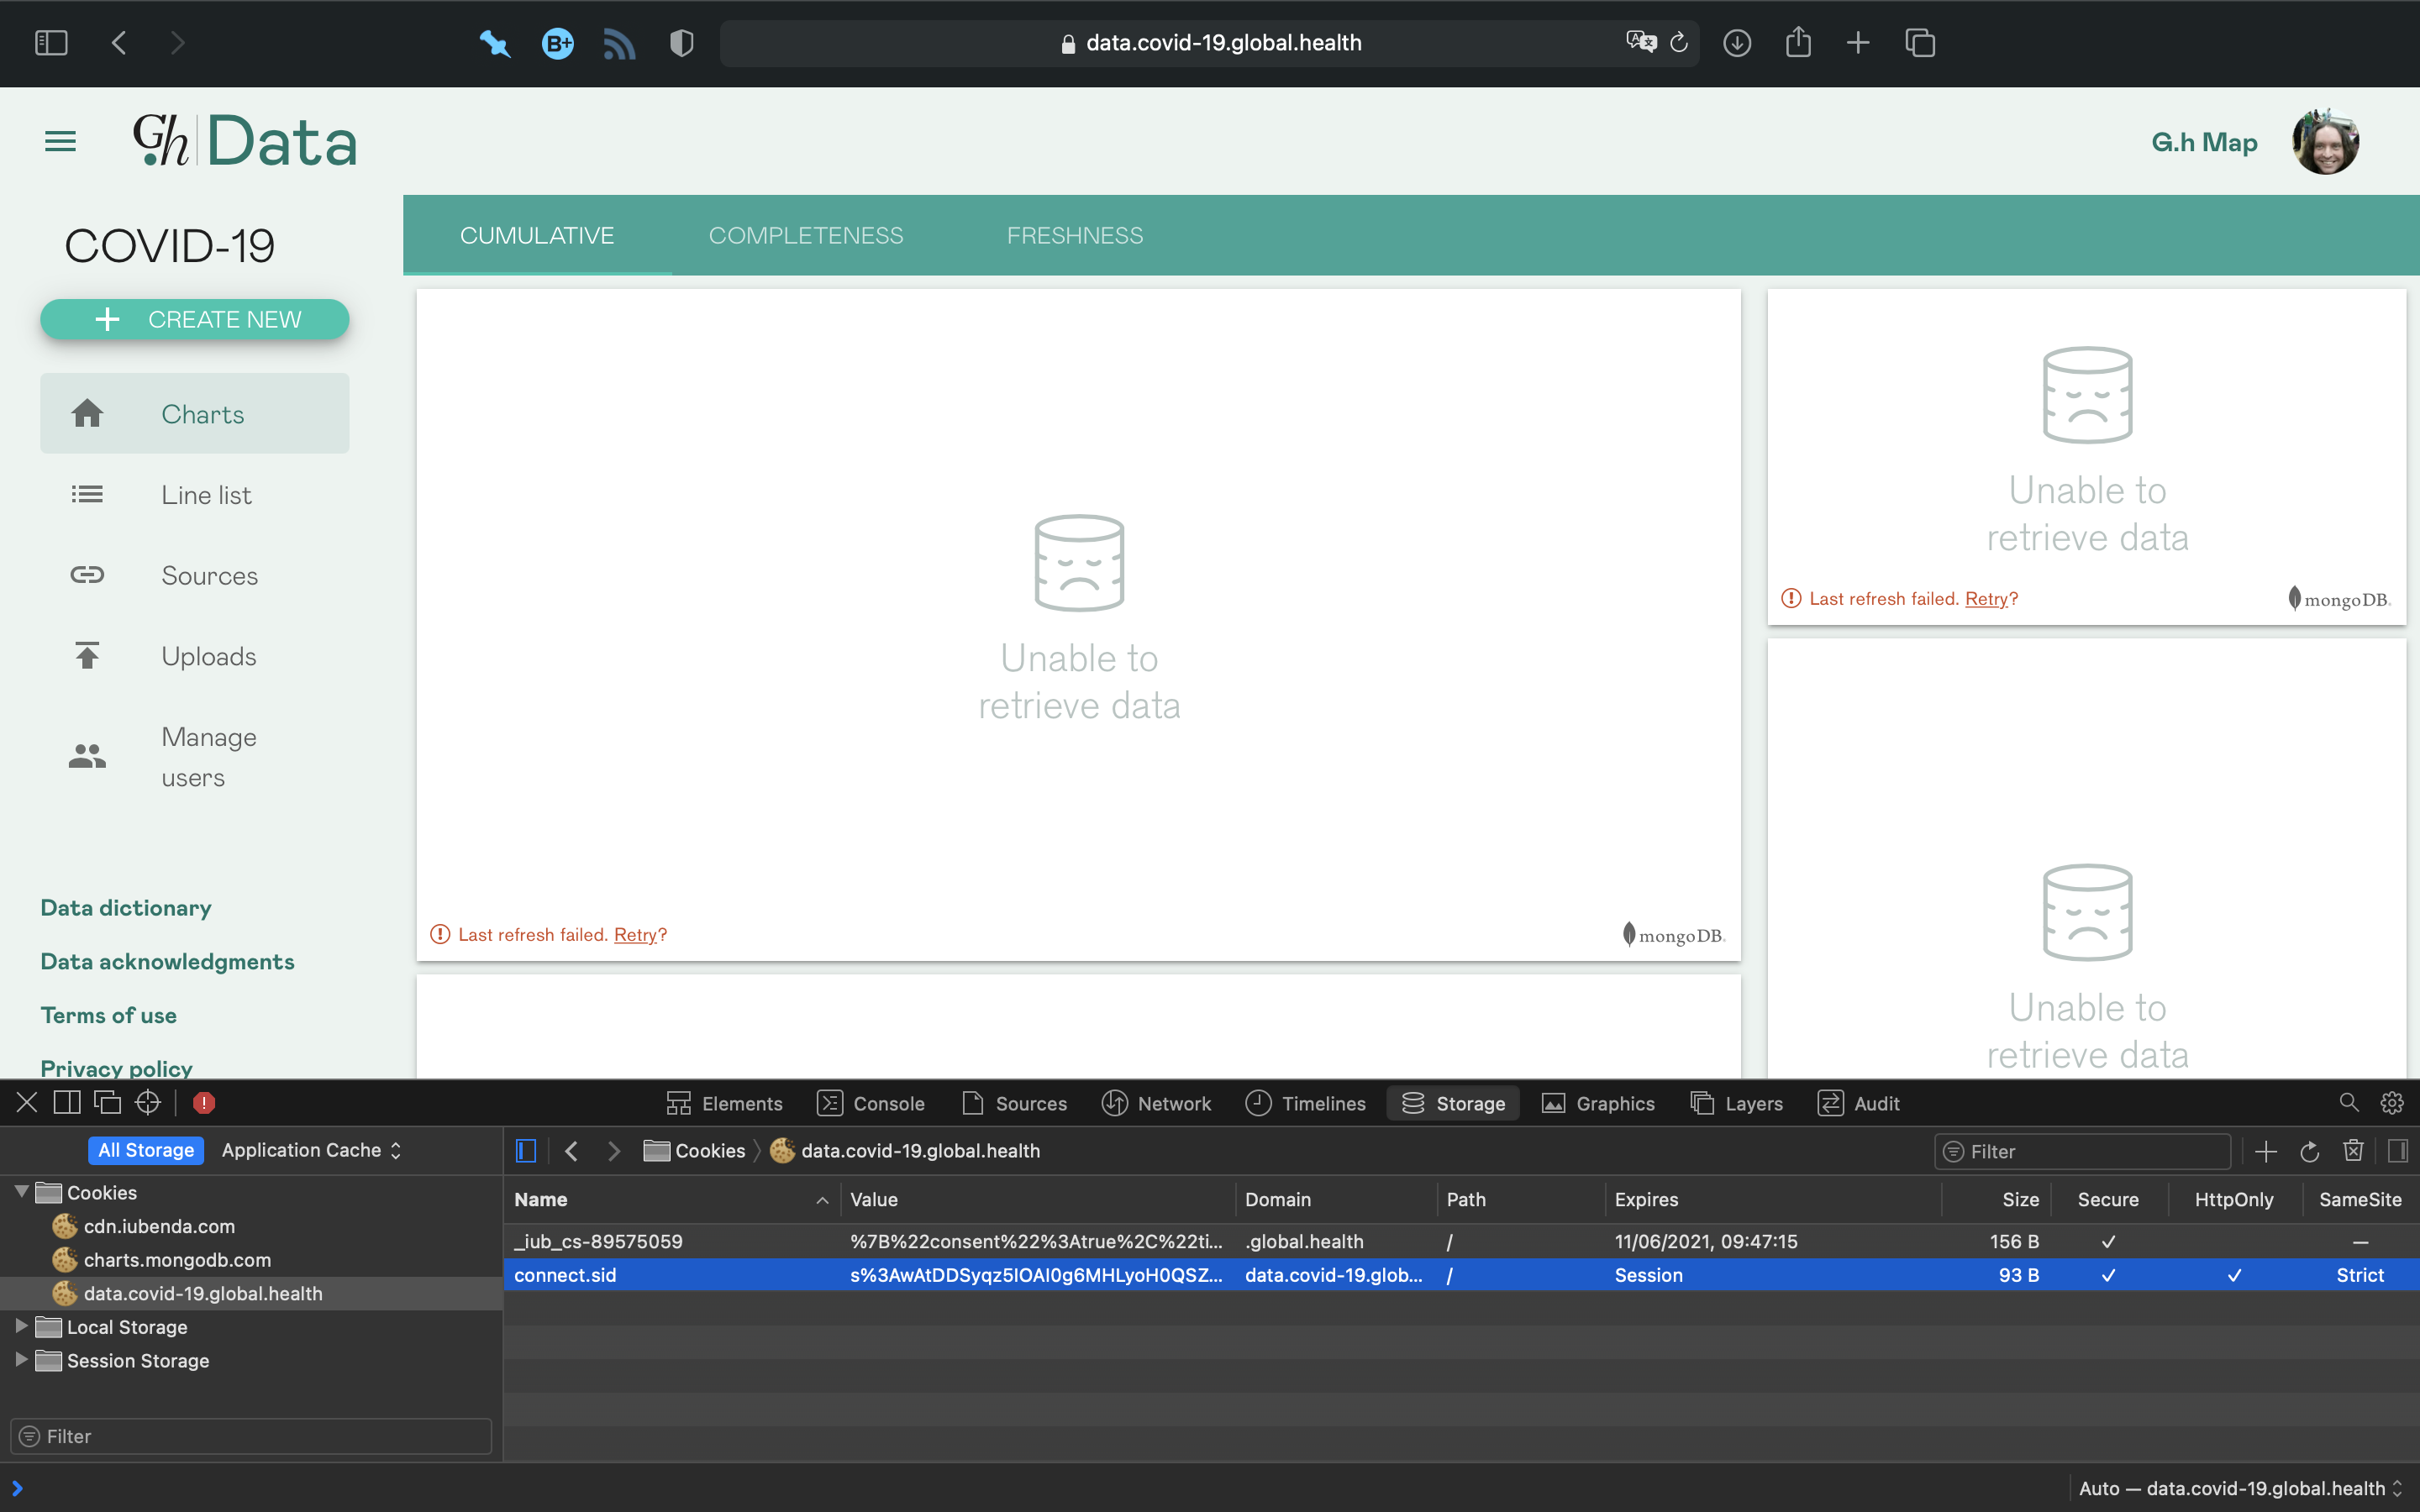 B+
data.covid-19.global.health
Gh Data
G.h Map
COVID-19
CREATE NEW
Charts
Line list
Sources
Uploads
Manage
users
Data dictionary
Data acknowledgments
Terms of use
Privacy policy
CUMULATIVE
COMPLETENESS
FRESHNESS
Unable to
retrieve data
Last refresh failed. Retry?
mongoDB.
Unable to
retrieve data
Last refresh failed. Retry?
mongoDB.
Unable to
retrieve data
Elements
Console
Sources
Network
Timelines
Storage
Graphics
Layers
Audit
All Storage
Application Cache
Cookies
data.covid-19.global.health
Filter
Cookies
cdn.iubenda.com
charts.mongodb.com
data.covid-19.global.health
Local Storage
Session Storage
Filter
Name Value Domain Path Expires Size Secure HttpOnly SameSite
_iub_cs-89575059 %7B%22consent%22%3Atrue%2C%22ti... .global.health / 11/06/2021, 09:47:15 156 B ✓ —
connect.sid s%3AwAtDDSyqz5IOAI0g6MHLyoH0QSZ... data.covid-19.glob... / Session 93 B ✓ ✓ Strict
Auto — data.covid-19.global.health